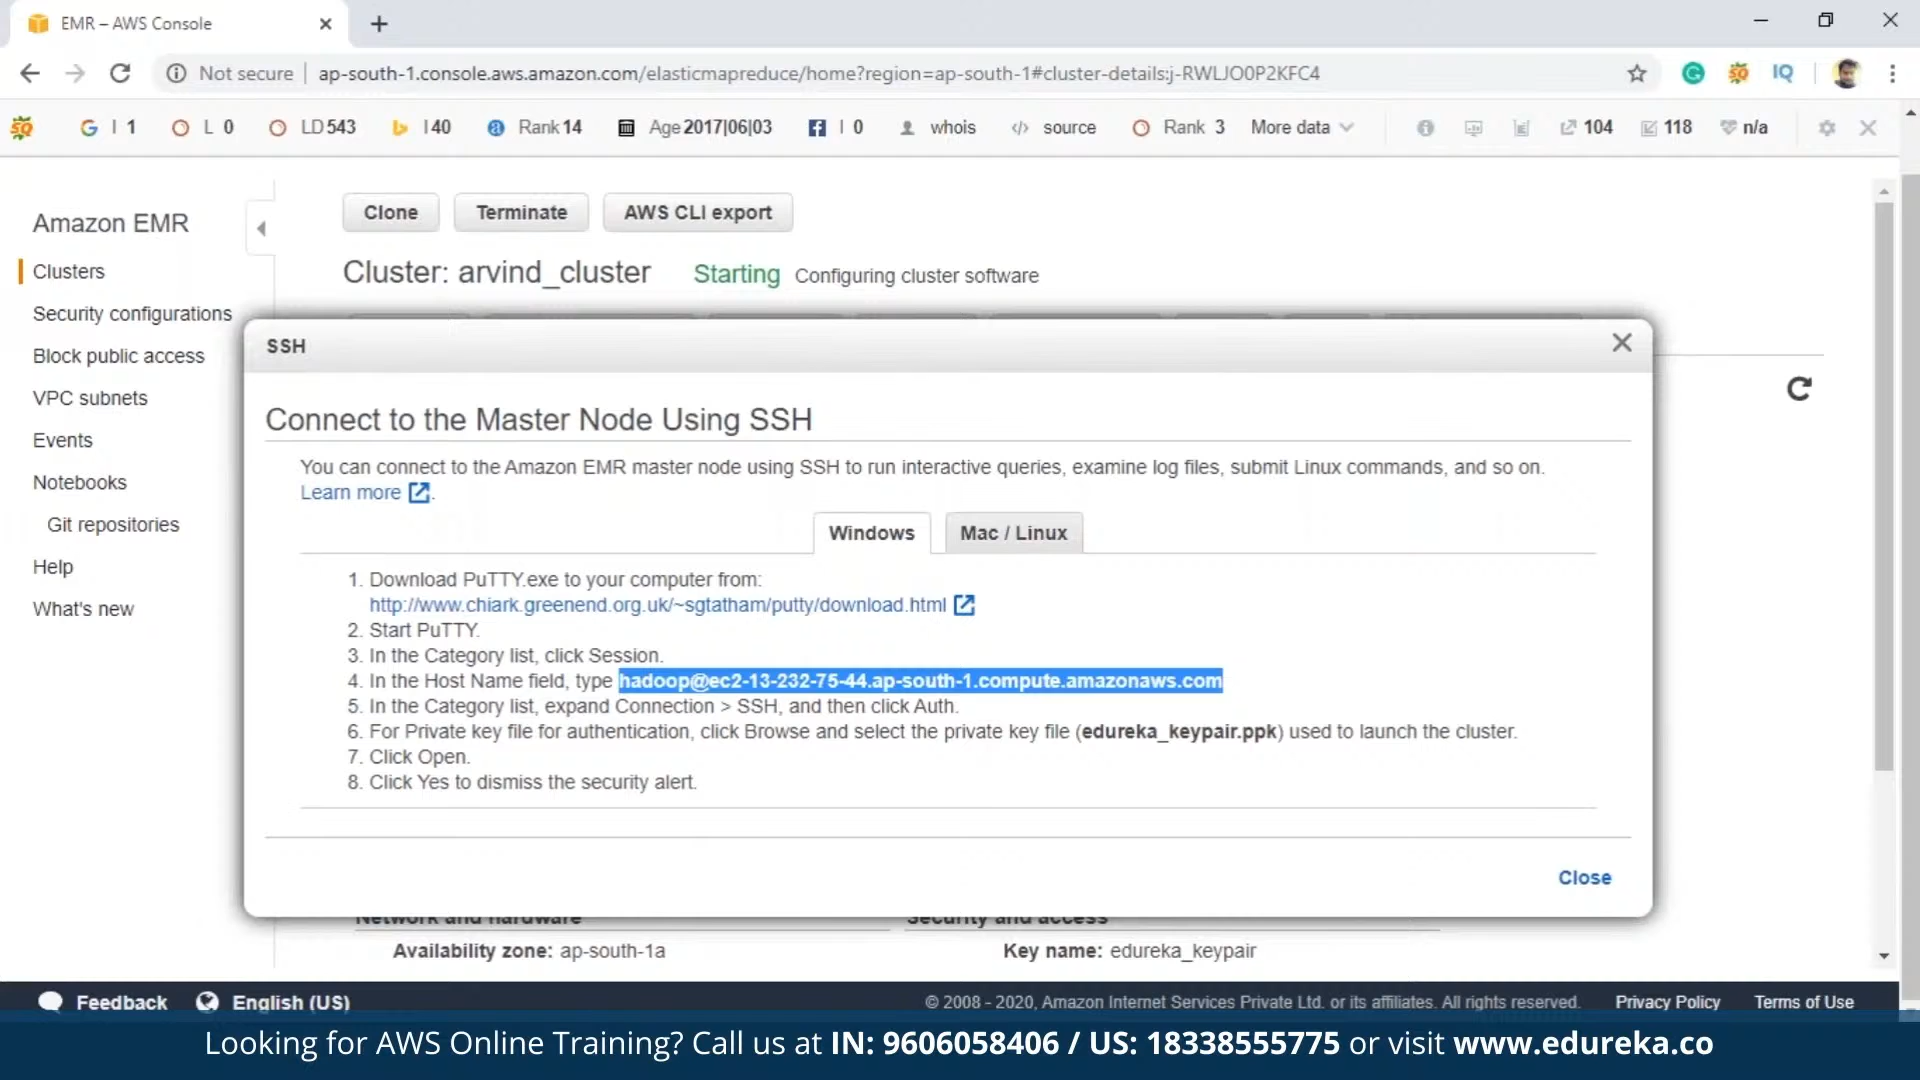 EMR – AWS Console
Not secure | ap-south-1.console.aws.amazon.com/elasticmapreduce/home?region=ap-south-1#cluster-details:j-RWLJO0P2KFC4
IQ
SQ G I 1 L 0 LD 543 I 40 Rank 14 Age 2017|06|03 I 0 whois source Rank 3 More data 104 118 n/a
Amazon EMR
Clusters
Security configurations
Block public access
VPC subnets
Events
Notebooks
Git repositories
Help
What's new
Clone Terminate AWS CLI export
Cluster: arvind_cluster Starting Configuring cluster software
SSH
Connect to the Master Node Using SSH
You can connect to the Amazon EMR master node using SSH to run interactive queries, examine log files, submit Linux commands, and so on.
Learn more .
Windows Mac / Linux
1. Download PuTTY.exe to your computer from:
http://www.chiark.greenend.org.uk/~sgtatham/putty/download.html
2. Start PuTTY.
3. In the Category list, click Session.
4. In the Host Name field, type hadoop@ec2-13-232-75-44.ap-south-1.compute.amazonaws.com
5. In the Category list, expand Connection > SSH, and then click Auth.
6. For Private key file for authentication, click Browse and select the private key file (edureka_keypair.ppk) used to launch the cluster.
7. Click Open.
8. Click Yes to dismiss the security alert.
Close
Network and hardware Security and access
Availability zone: ap-south-1a Key name: edureka_keypair
Feedback English (US) © 2008 - 2020, Amazon Internet Services Private Ltd. or its affiliates. All rights reserved. Privacy Policy Terms of Use
Looking for AWS Online Training? Call us at IN: 9606058406 / US: 18338555775 or visit www.edureka.co